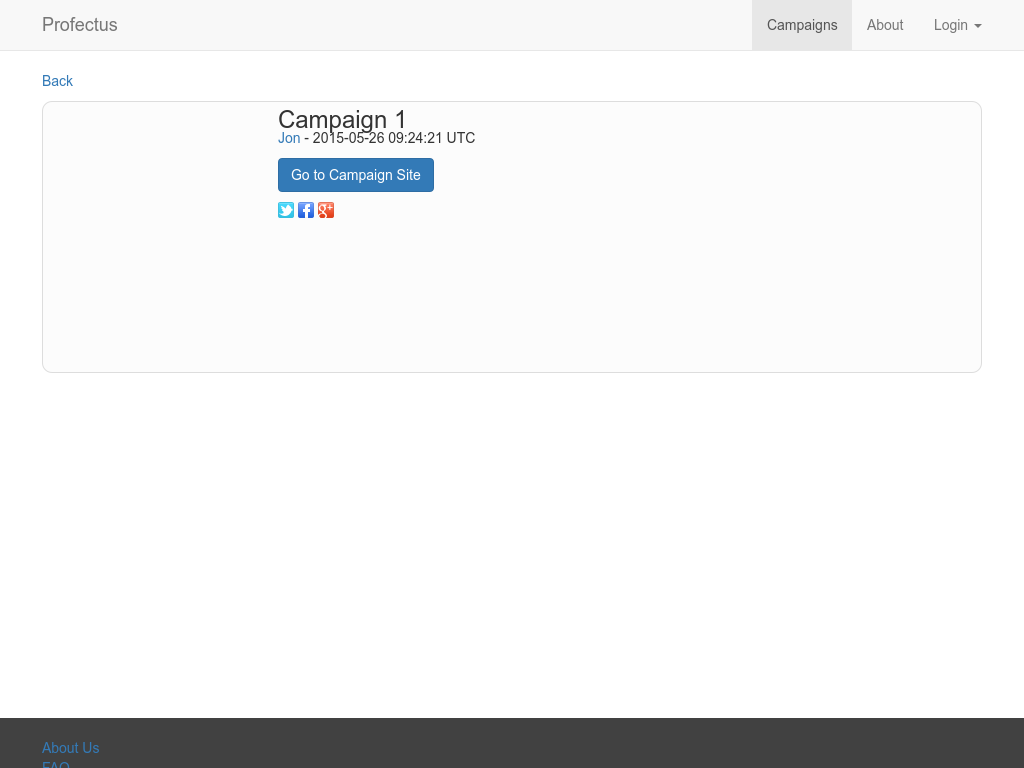 Profectus
Campaigns
About
Login
Back
Campaign 1
Jon - 2015-05-26 09:24:21 UTC
Go to Campaign Site
About Us
FAQ